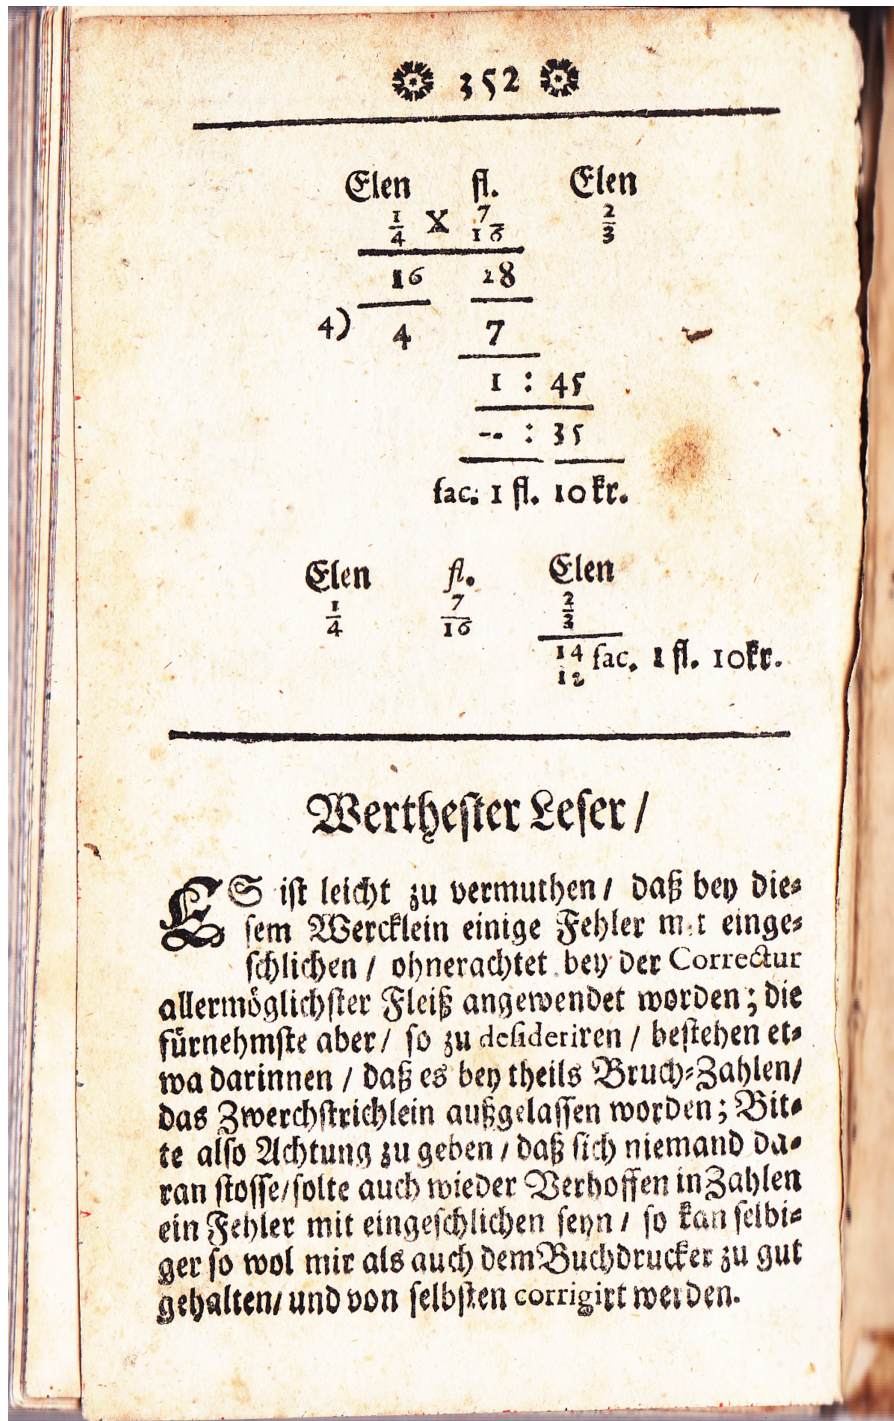 352
Elen fl. Elen
1/4 X 7/16 2/3
16 28
4) 4 7
1 : 45
-- : 35
fac. 1 fl. 10 kr.
Elen fl. Elen
1/4 7/16 2/3
14 fac. 1 fl. 10kr.
12
Werthester Leser /
ES ist leicht zu vermuthen / daß bey die-
sem Wercklein einige Fehler mit einge-
schlichen / ohnerachtet bey der Correctur
allermöglichster Fleiß angewendet worden; die
fürnehmste aber / so zu desideriren / bestehen et-
wa darinnen / daß es bey theils Bruch-Zahlen /
das Zwerchstrichlein außgelassen worden; Bit-
te also Achtung zu geben / daß sich niemand da-
ran stosse / solte auch wieder Verhoffen in Zahlen
ein Fehler mit eingeschlichen seyn / so kan selbi-
ger so wol mir als auch dem Buchdrucker zu gut
gehalten / und von selbsten corrigirt werden.